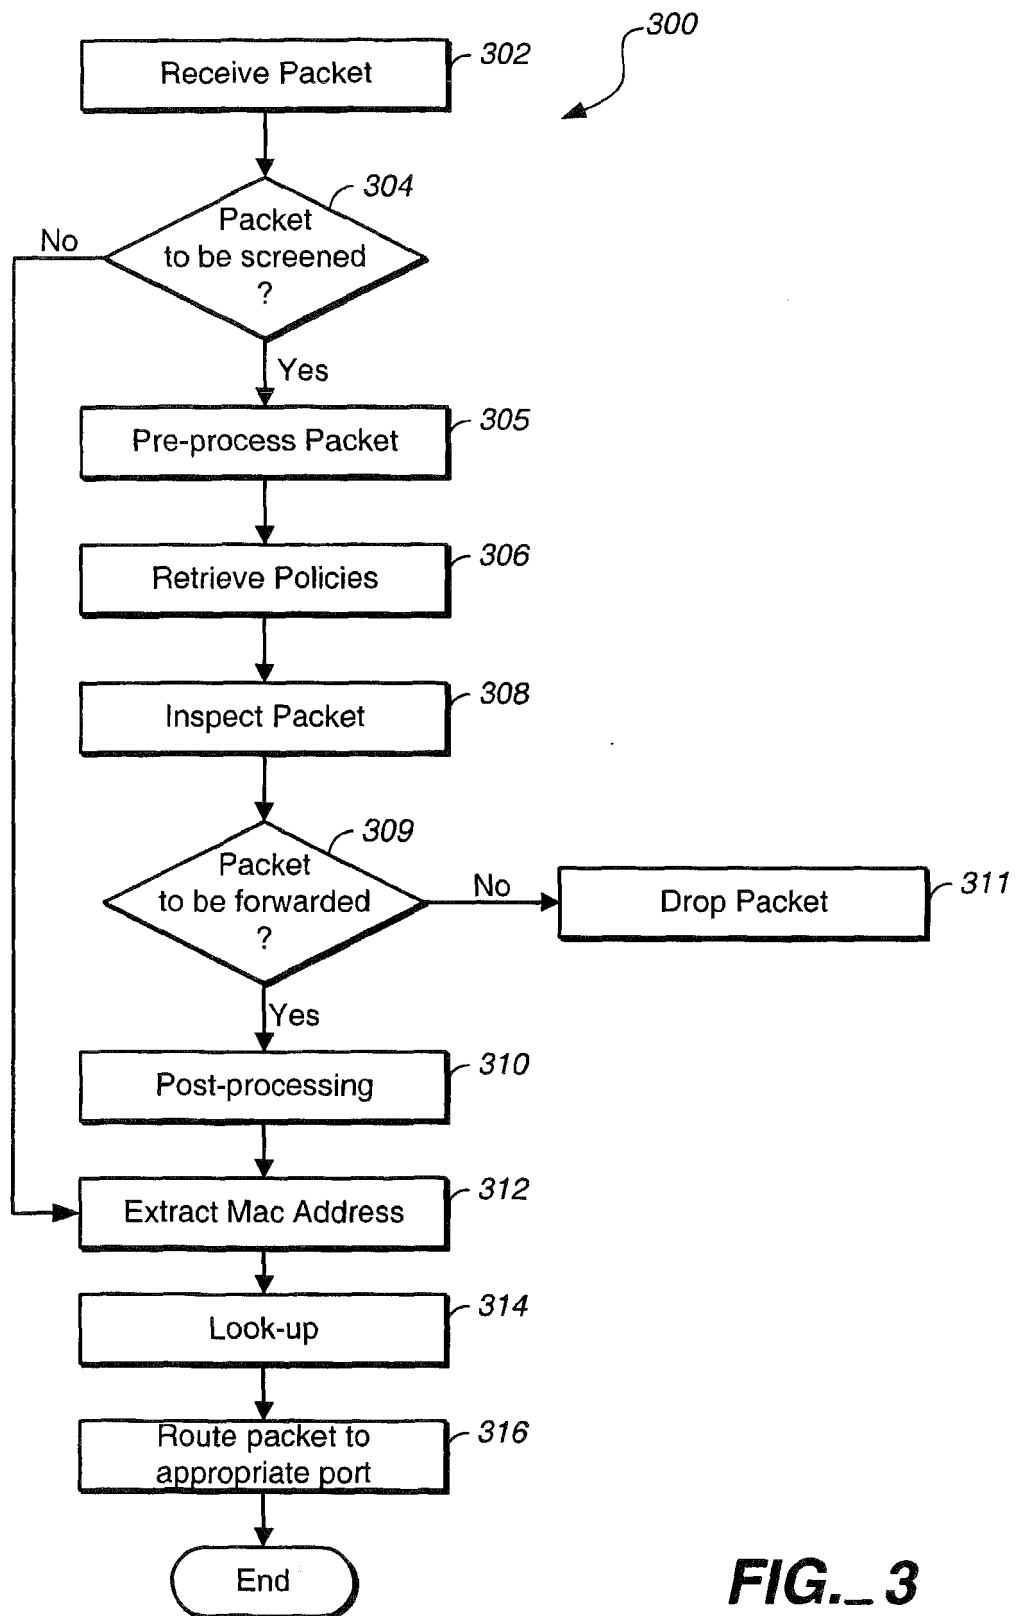 300
Receive Packet
302
304
Packet
to be screened
?
No
Yes
Pre-process Packet
305
Retrieve Policies
306
Inspect Packet
308
309
Packet
to be forwarded
?
No
Drop Packet
311
Yes
Post-processing
310
Extract Mac Address
312
Look-up
314
Route packet to
appropriate port
316
End
FIG._3